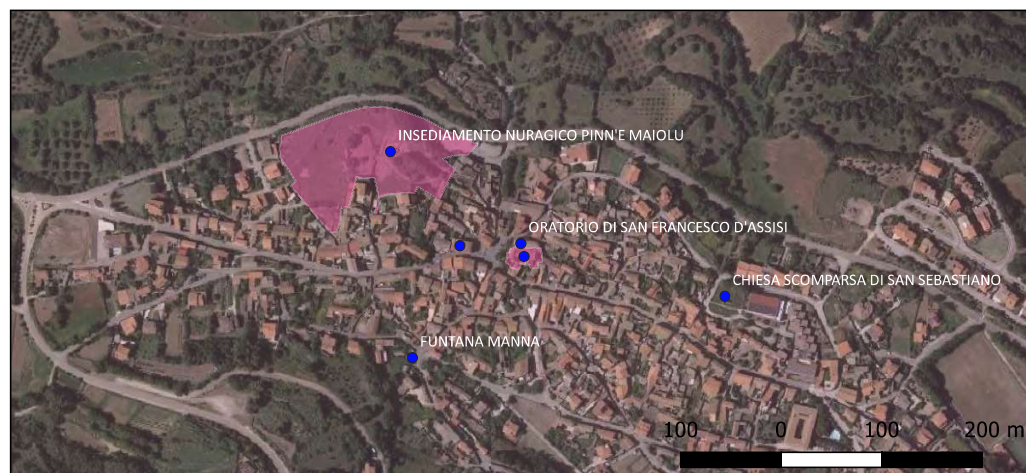 INSEDIAMENTO NURAGICO PINN'E MAIOLU
ORATORIO DI SAN FRANCESCO D'ASSISI
CHIESA SCOMPARSA DI SAN SEBASTIANO
FUNTANA MANNA
100 0 100 200 m